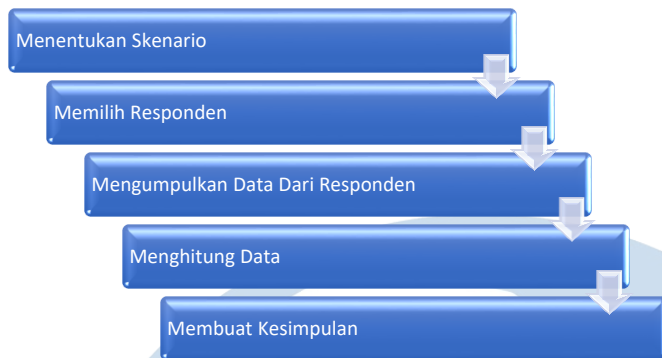 Menentukan Skenario
Memilih Responden
Mengumpulkan Data Dari Responden
Menghitung Data
Membuat Kesimpulan